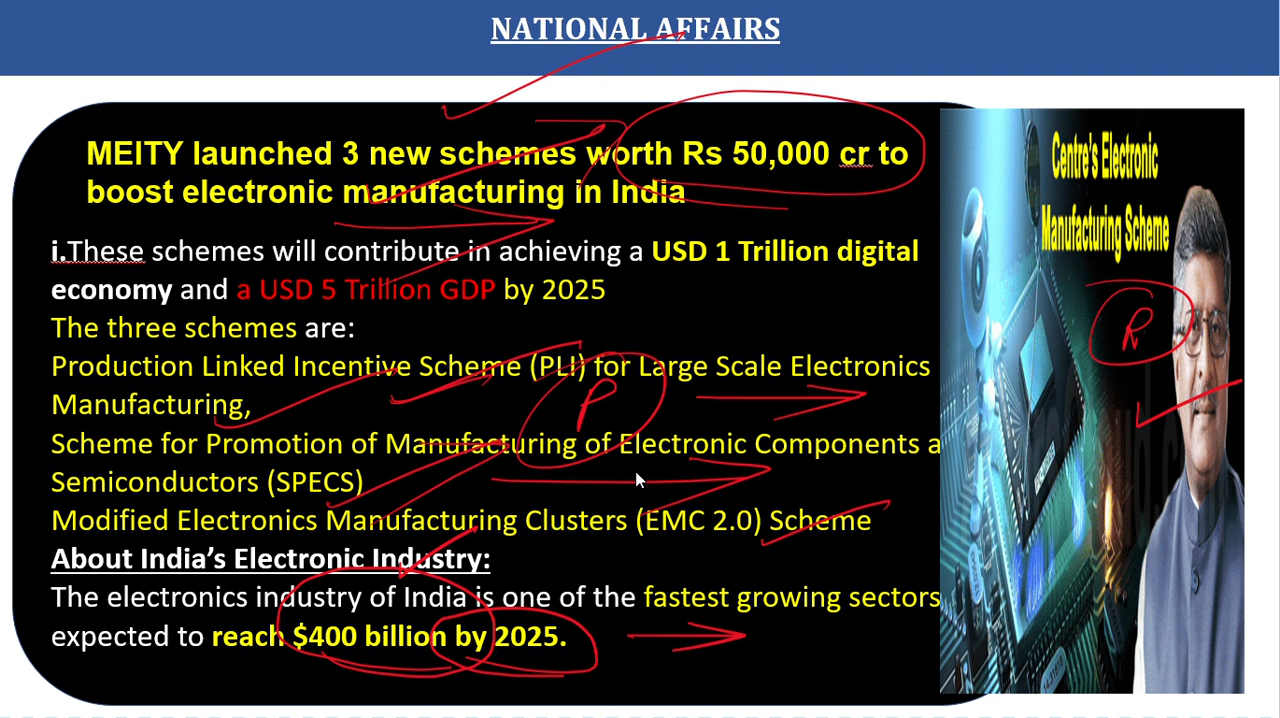 NATIONAL AFFAIRS
MEITY launched 3 new schemes worth Rs 50,000 cr to
boost electronic manufacturing in India
i.These schemes will contribute in achieving a USD 1 Trillion digital
economy and a USD 5 Trillion GDP by 2025
The three schemes are:
Production Linked Incentive Scheme (PLI) for Large Scale Electronics
Manufacturing,
Scheme for Promotion of Manufacturing of Electronic Components a
Semiconductors (SPECS)
Modified Electronics Manufacturing Clusters (EMC 2.0) Scheme
About India's Electronic Industry:
The electronics industry of India is one of the fastest growing sectors
expected to reach $400 billion by 2025.
Centre's Electronic
Manufacturing Scheme
R
P